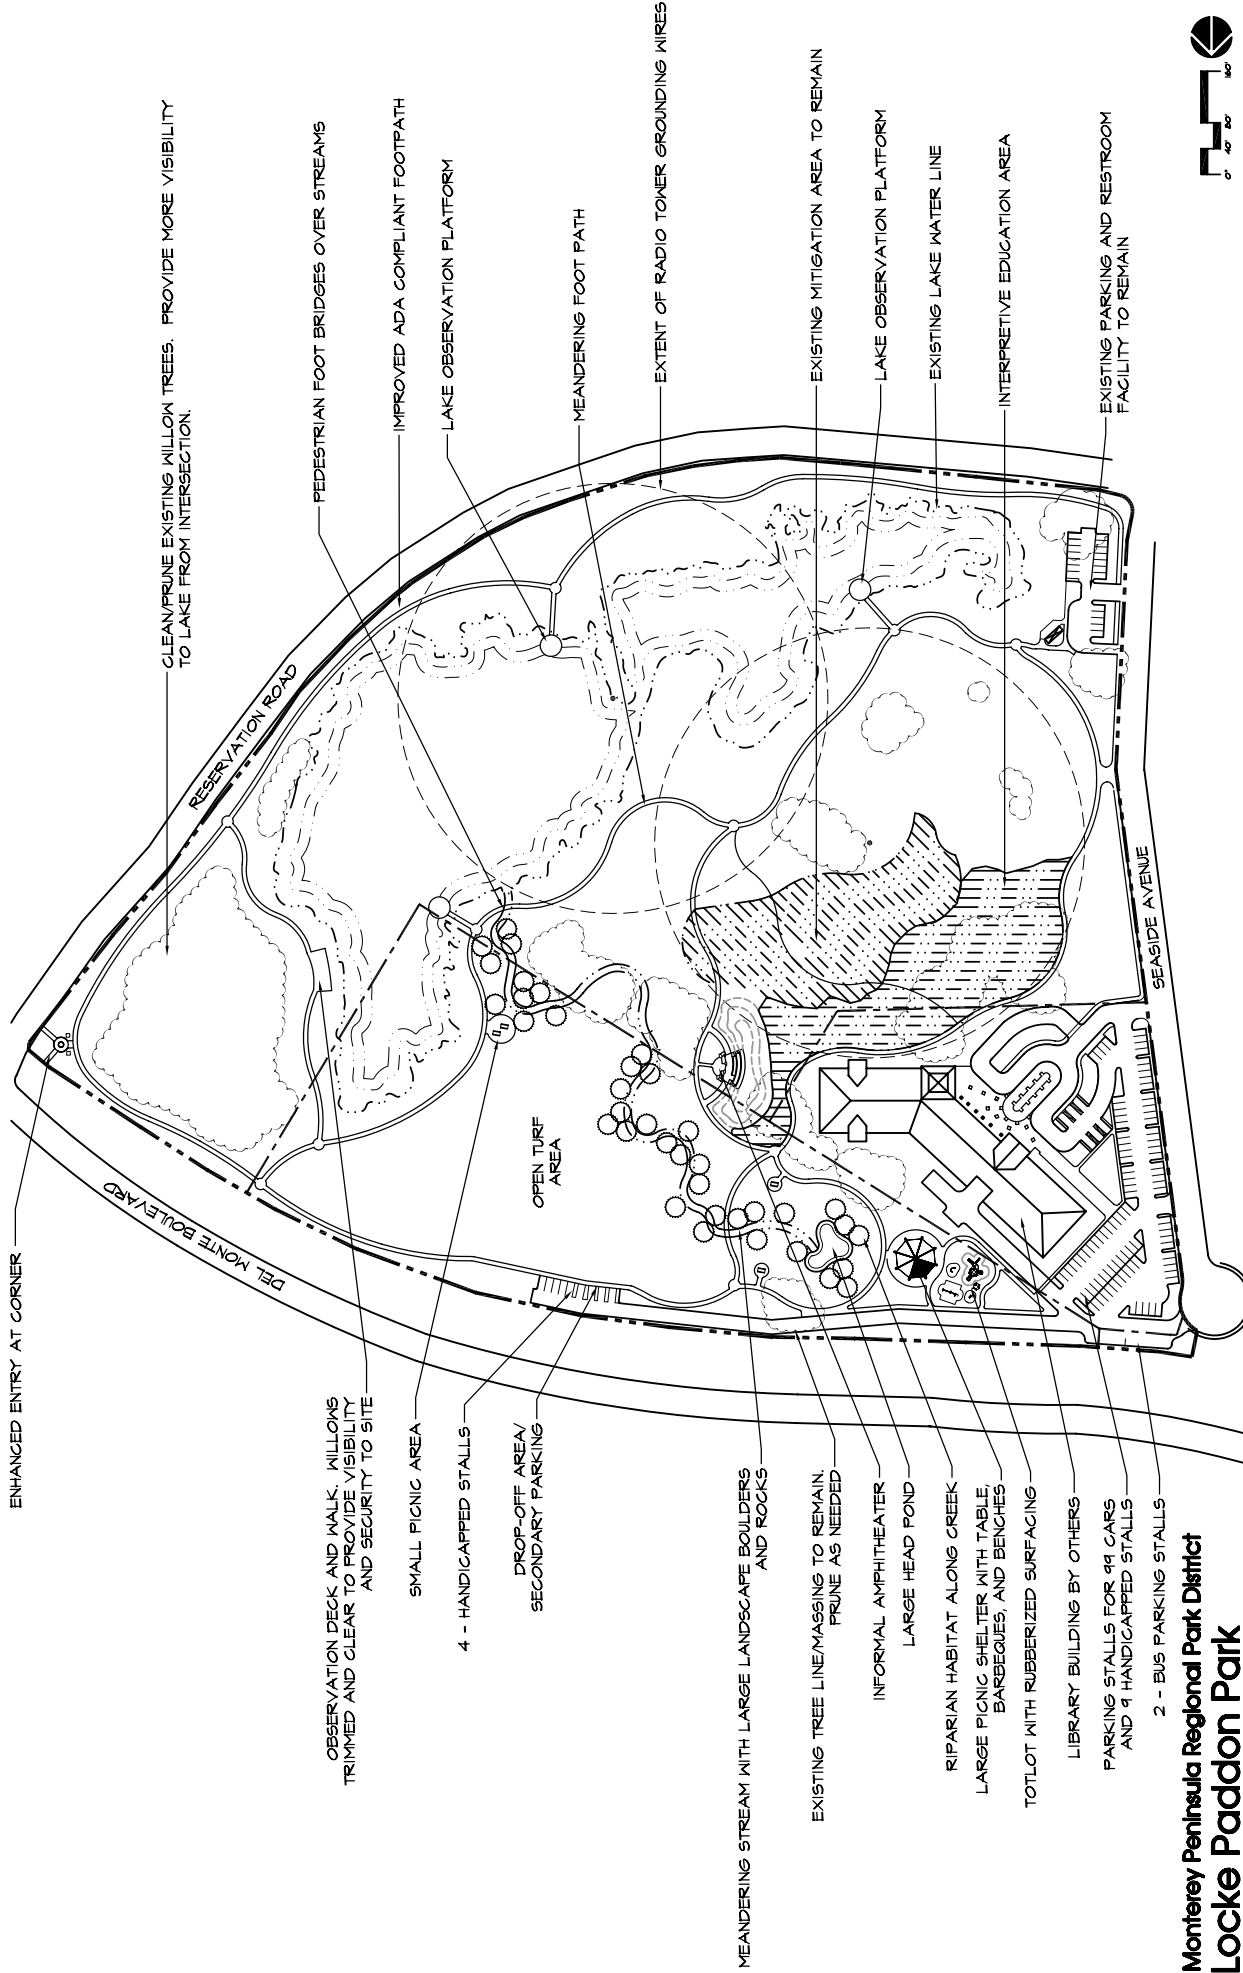 CLEAN/PRUNE EXISTING WILLOW TREES. PROVIDE MORE VISIBILITY
TO LAKE FROM INTERSECTION.
PEDESTRIAN FOOT BRIDGES OVER STREAMS
IMPROVED ADA COMPLIANT FOOTPATH
LAKE OBSERVATION PLATFORM
MEANDERING FOOT PATH
EXTENT OF RADIO TOWER GROUNDING WIRES
EXISTING MITIGATION AREA TO REMAIN
LAKE OBSERVATION PLATFORM
EXISTING LAKE WATER LINE
INTERPRETIVE EDUCATION AREA
EXISTING PARKING AND RESTROOM
FACILITY TO REMAIN
0' 40' 80' 160'
RESERVATION ROAD
DEL MONTE BOULEVARD
OPEN TURF
AREA
SEASIDE AVENUE
ENHANCED ENTRY AT CORNER
OBSERVATION DECK AND WALK. WILLOWS
TRIMMED AND CLEAR TO PROVIDE VISIBILITY
AND SECURITY TO SITE
SMALL PICNIC AREA
4 - HANDICAPPED STALLS
DROP-OFF AREA/
SECONDARY PARKING
MEANDERING STREAM WITH LARGE LANDSCAPE BOULDERS
AND ROCKS
EXISTING TREE LINE/MASSING TO REMAIN.
PRUNE AS NEEDED
INFORMAL AMPHITHEATER
LARGE HEAD POND
RIPARIAN HABITAT ALONG CREEK
LARGE PICNIC SHELTER WITH TABLE,
BARBEQUES, AND BENCHES
TOTLOT WITH RUBBERIZED SURFACING
LIBRARY BUILDING BY OTHERS
PARKING STALLS FOR 99 CARS
AND 9 HANDICAPPED STALLS
2 - BUS PARKING STALLS
Monterey Peninsula Regional Park District
Locke Paddon Park